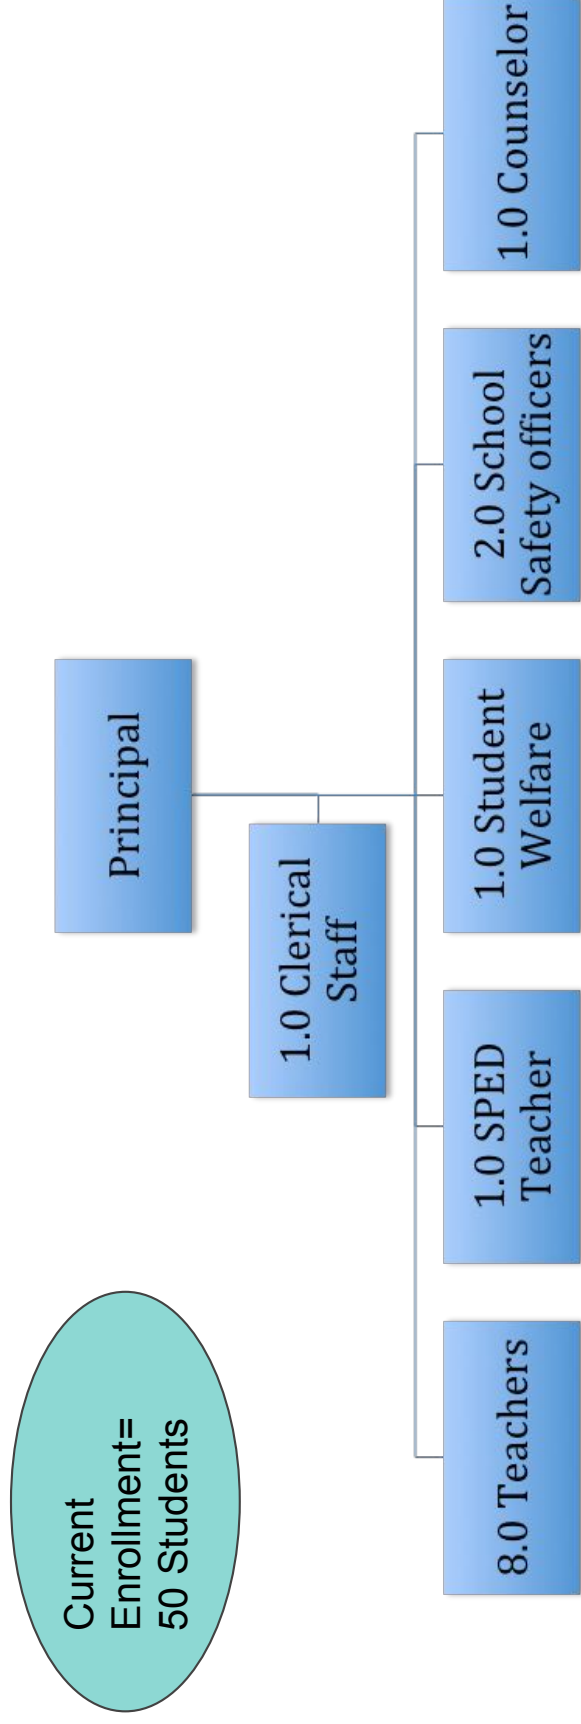 Current
Enrollment=
50 Students
Principal
1.0 Clerical
Staff
8.0 Teachers
1.0 SPED
Teacher
1.0 Student
Welfare
2.0 School
Safety officers
1.0 Counselor